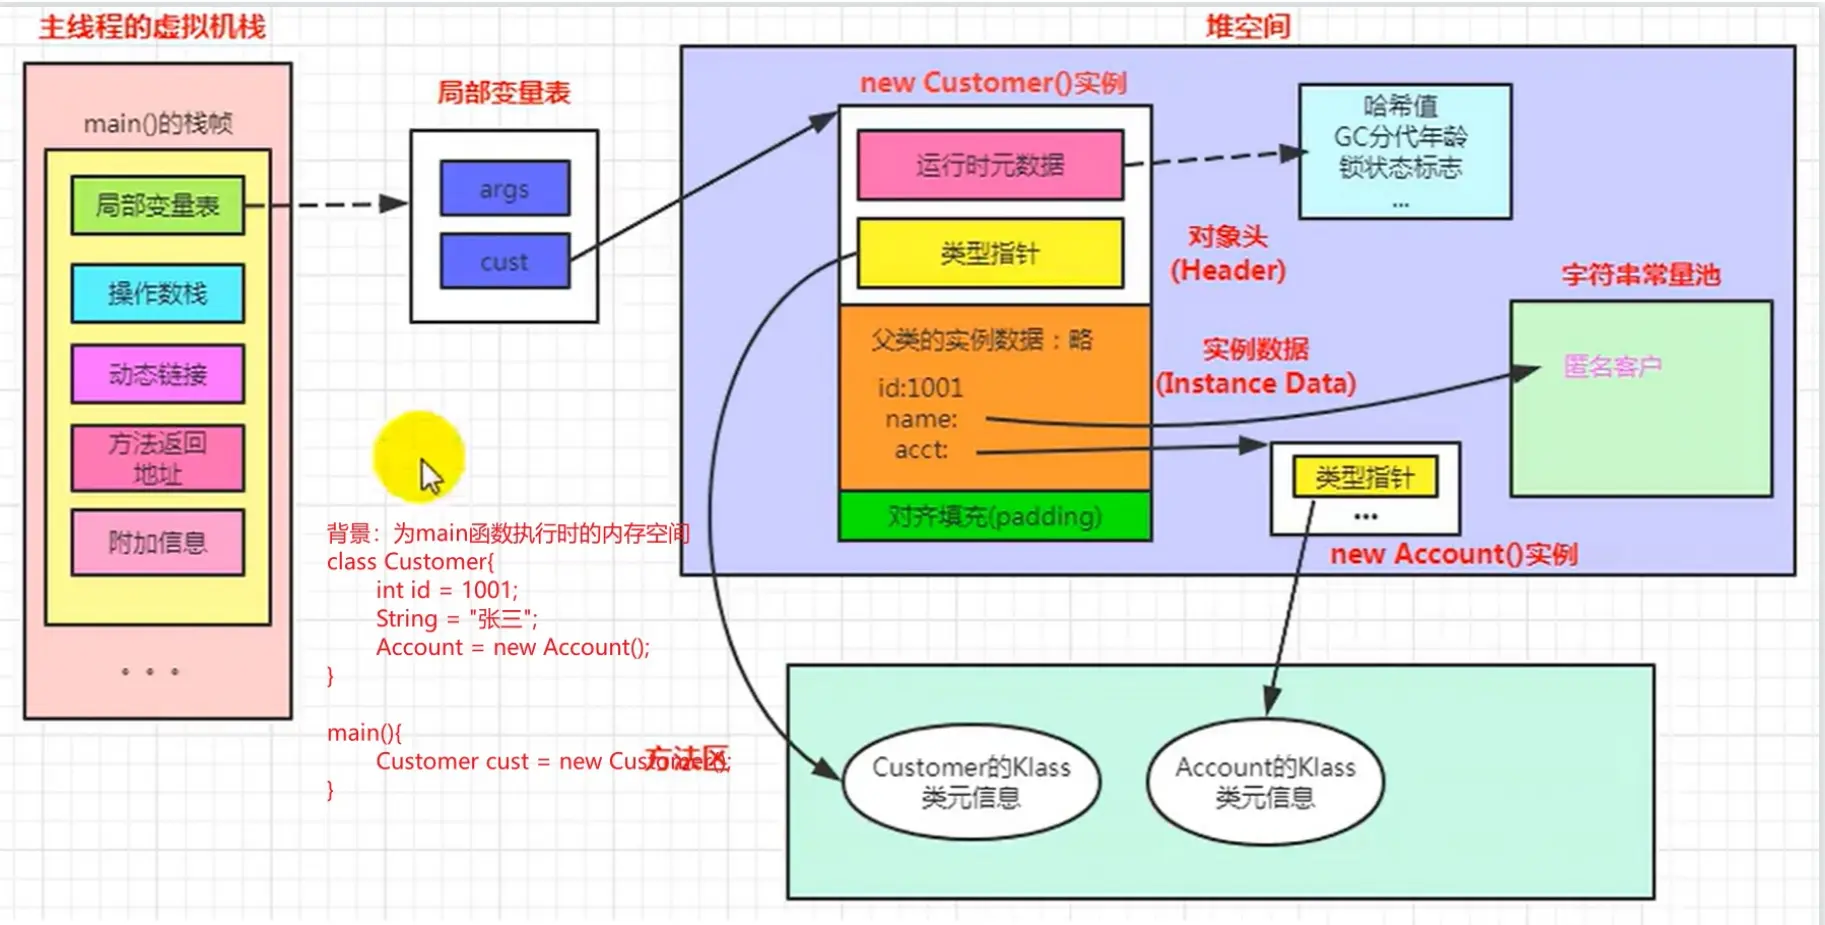 主线程的虚拟机栈
main()的栈帧
局部变量表
操作数栈
动态链接
方法返回
地址
附加信息
局部变量表
args
cust
背景：为main函数执行时的内存空间
class Customer{
int id = 1001;
String = "张三";
Account = new Account();
}
main(){
Customer cust = new Customer();
}
堆空间
new Customer()实例
运行时元数据
类型指针
哈希值
GC分代年龄
锁状态标志
...
对象头
(Header)
父类的实例数据：略
id:1001
name:
acct:
对齐填充(padding)
实例数据
(Instance Data)
字符串常量池
匿名客户
类型指针
...
new Account()实例
方法区
Customer的Klass
类元信息
Account的Klass
类元信息